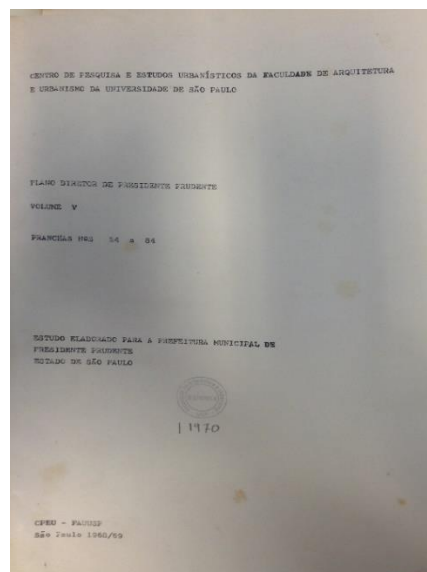 CENTRO DE PESQUISA E ESTUDOS URBANÍSTICOS DA FACULDADE DE ARQUITETURA
E URBANISMO DA UNIVERSIDADE DE SÃO PAULO
PLANO DIRETOR DE PRESIDENTE PRUDENTE
VOLUME V
PRANCHAS NºS 54 a 84
ESTUDO ELABORADO PARA A PREFEITURA MUNICIPAL DE
PRESIDENTE PRUDENTE
ESTADO DE SÃO PAULO
1970
CPEU - FAUUSP
São Paulo 1968/69